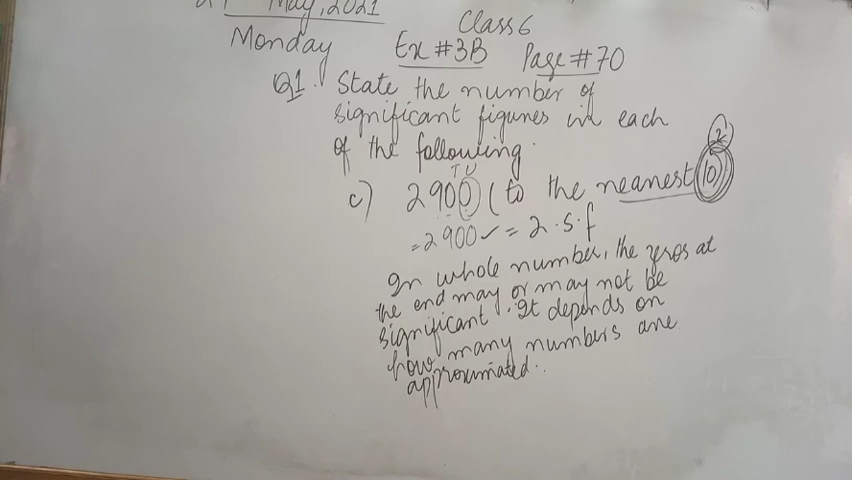 May, 2021
Monday
Class 6
Ex # 3B Page # 70
Q1. State the number of
significant figures in each
of the following.
T U
2
c) 2900 (to the nearest 10)
= 2900 ✓ = 2.s.f
In whole number, the zeros at
the end may or may not be
significant. It depends on
how many numbers are
approximated..